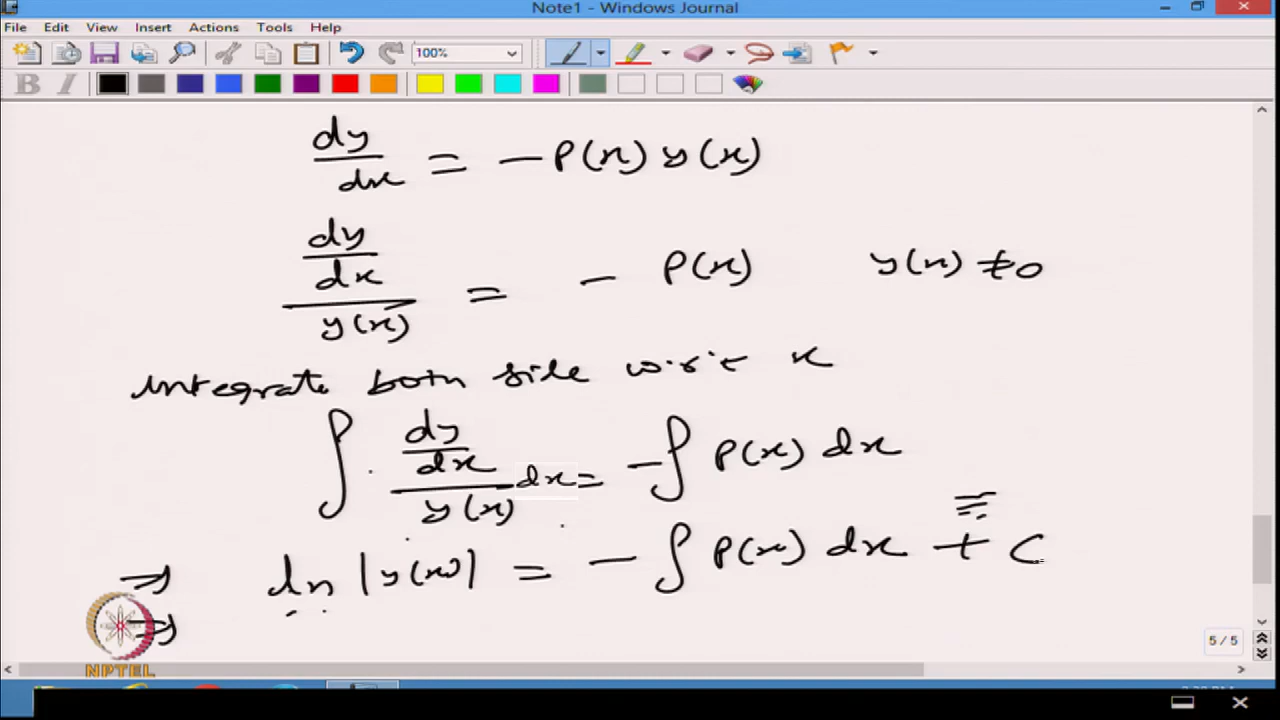 Note1 - Windows Journal
File Edit View Insert Actions Tools Help
100%
B I
dy/dx = - P(x) y(x)
(dy/dx)/y(x) = - P(x) y(x) ≠ 0
integrate both side w.r.t x
∫ (dy/dx)/y(x) dx = -∫ P(x) dx
⇒ ln |y(x)| = - ∫ P(x) dx + C
⇒
5 / 5
NPTEL